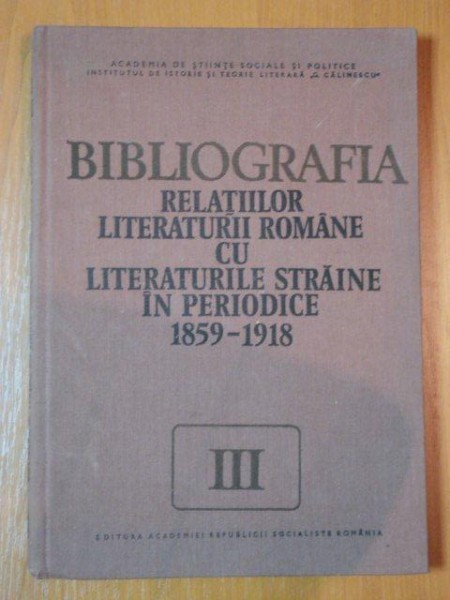 ACADEMIA DE ȘTIINȚE SOCIALE ȘI POLITICE
INSTITUTUL DE ISTORIE ȘI TEORIE LITERARĂ „G. CĂLINESCU”
BIBLIOGRAFIA
RELAȚIILOR
LITERATURII ROMÂNE
CU
LITERATURILE STRĂINE
ÎN PERIODICE
1859-1918
III
EDITURA ACADEMIEI REPUBLICII SOCIALISTE ROMÂNIA